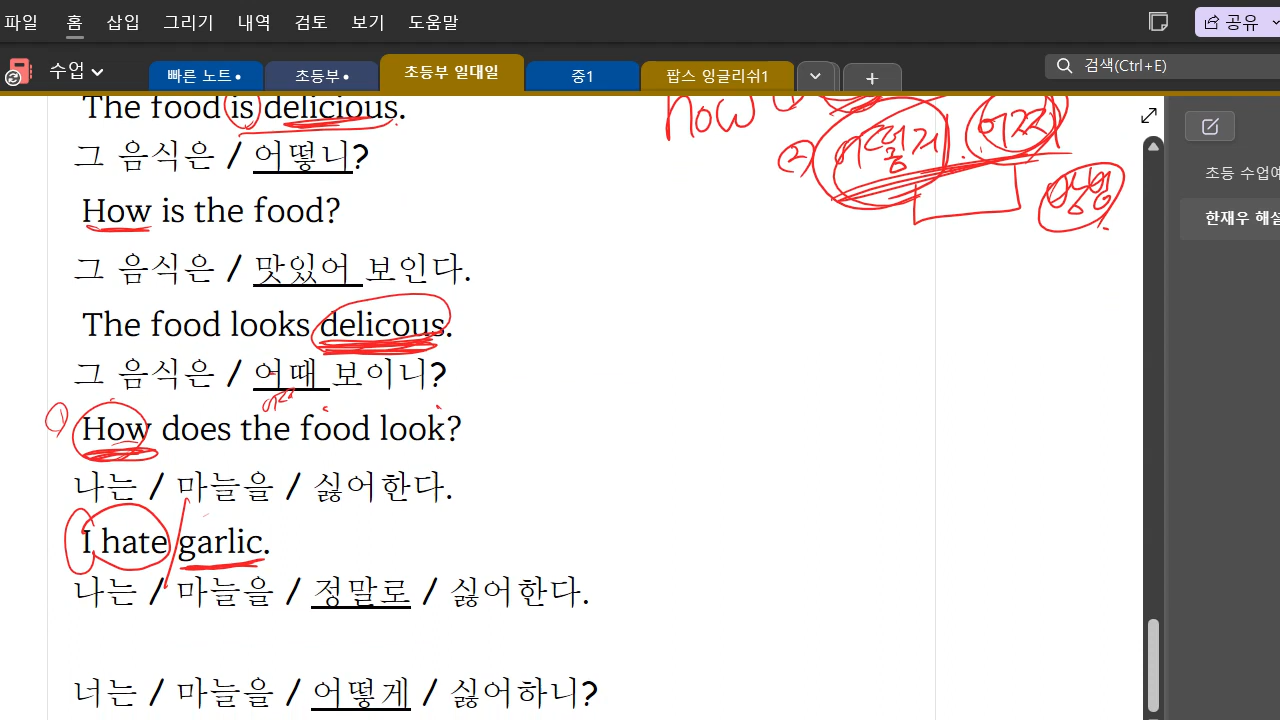 파일 홈 삽입 그리기 내역 검토 보기 도움말 공유
수업 빠른 노트 초등부 초등부 일대일 중1 팝스 잉글리쉬1 + 검색(Ctrl+E)
The food is delicious.
how
그 음식은 / 어떻니?
② 어떻게 어찌
방법
How is the food?
그 음식은 / 맛있어 보인다.
The food looks delicous.
그 음식은 / 어때 보이니?
① How does the food look?
나는 / 마늘을 / 싫어한다.
I hate / garlic.
나는 / 마늘을 / 정말로 / 싫어한다.
너는 / 마늘을 / 어떻게 / 싫어하니?
초등 수업예
한재우 해설